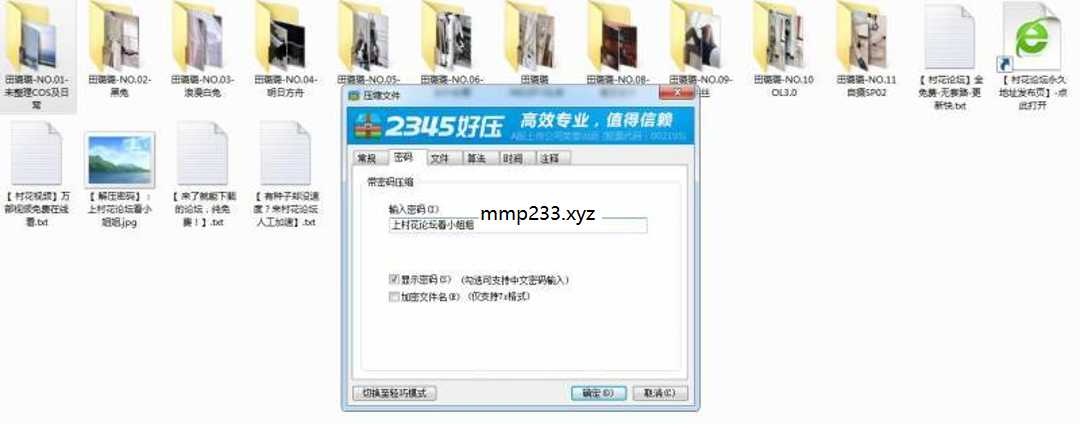 田璐璐-NO.01-
未整理COS及日
常
田璐璐-NO.02-
黑兔
田璐璐-NO.03-
浪漫白兔
田璐璐-NO.04-
明日方舟
田璐璐-NO.05-
田璐璐-NO.06-
田璐璐
田璐璐-NO.08-
田璐璐-NO.09-
丝
田璐璐-NO.10
OL3.0
田璐璐-NO.11
自摄SP02
【村花论坛】全
免费-无套路-更
新快.txt
【村花论坛永久
地址发布页】-点
此打开
【村花视频】万
部视频免费在线
看.txt
【解压密码】：
上村花论坛看小
姐姐.jpg
【来了就能下载
的论坛，纯免
费！】.txt
【有种子却没速
度？来村花论坛
人工加速】.txt
压缩文件
2345好压
高效专业，值得信赖
常规
密码
文件
算法
时间
注释
带密码压缩
输入密码(I)
mmp233.xyz
上村花论坛看小姐姐
显示密码(S) (勾选可支持中文密码输入)
加密文件名(E) (仅支持7z格式)
切换至轻巧模式
确定(O)
取消(C)